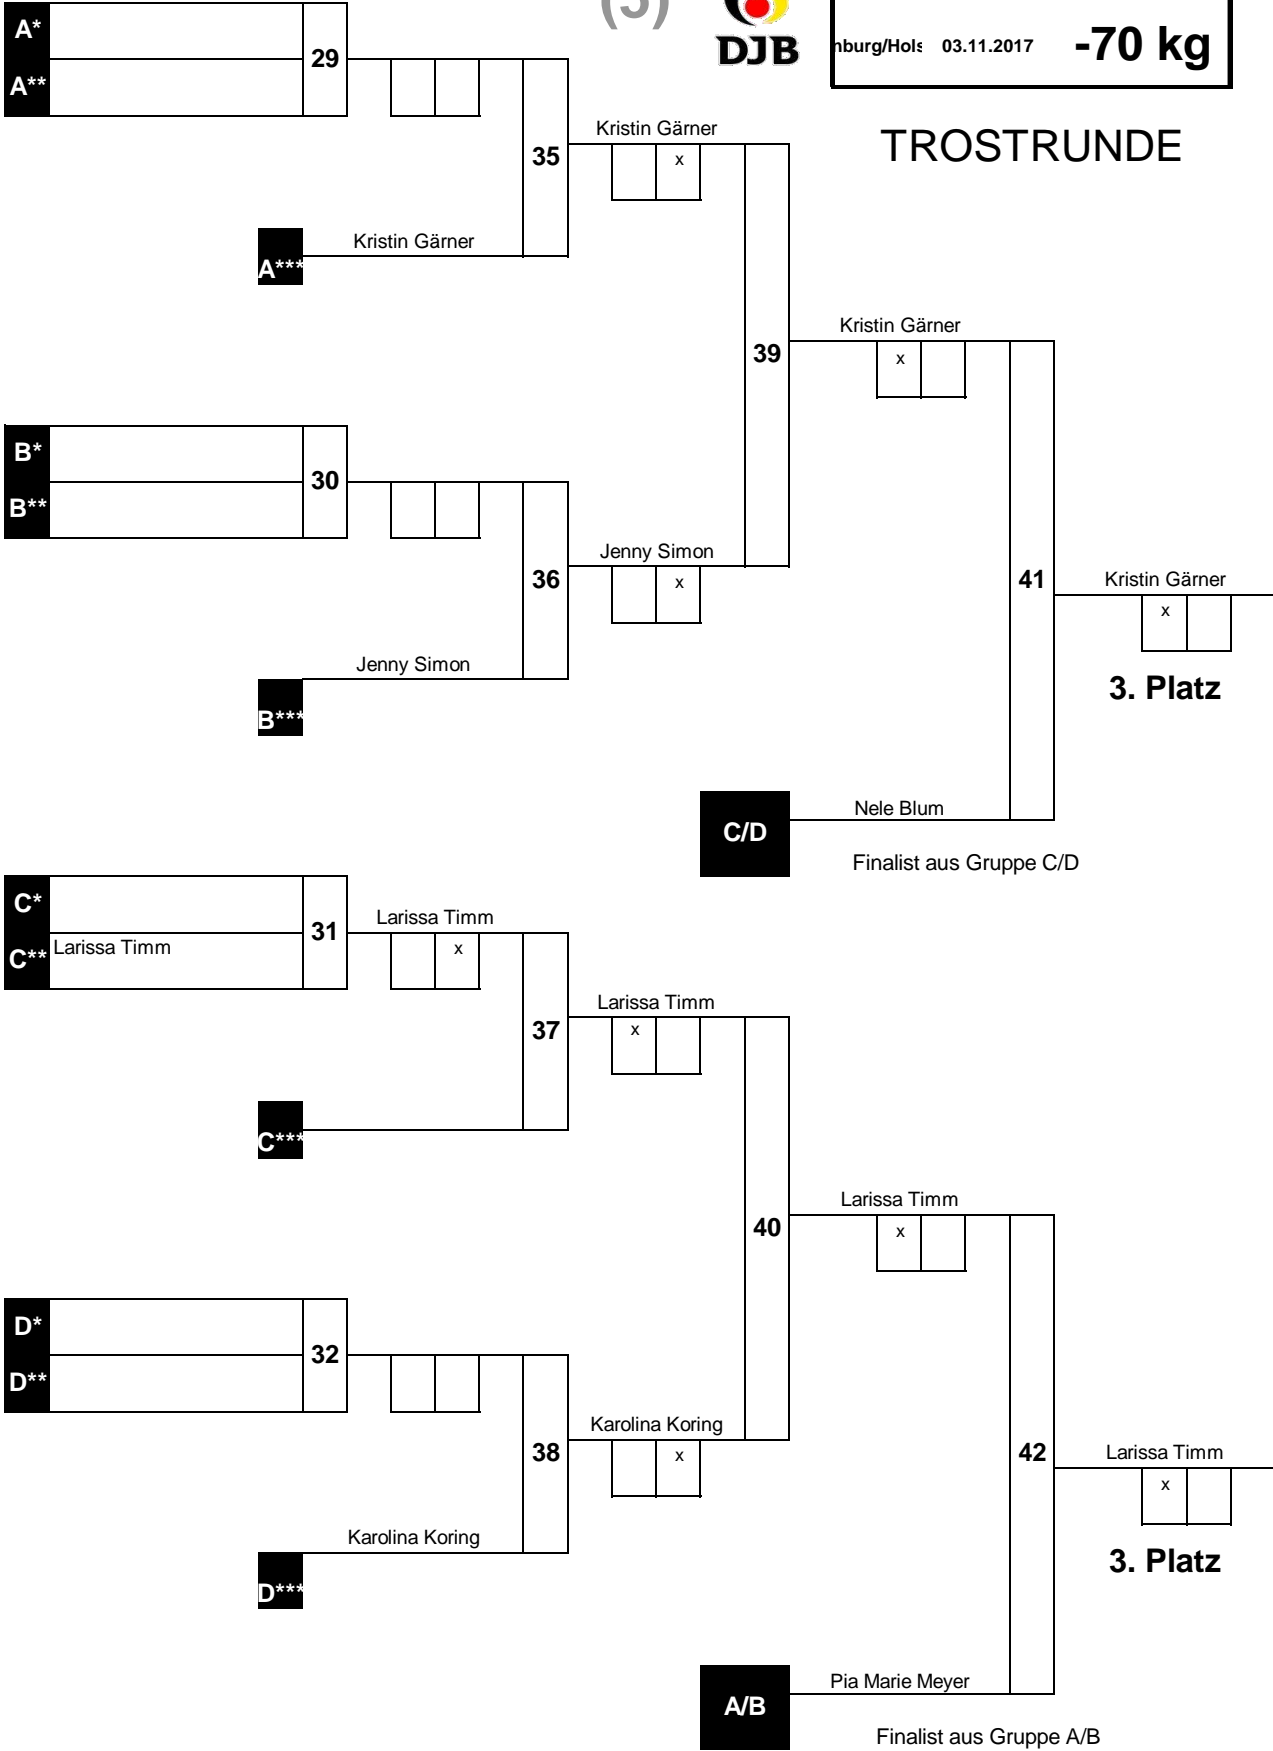 (3)
DJB
03.11.2017 -70 kg
TROSTRUNDE
A*
A**
29
35
Kristin Gärner
x
A***
Kristin Gärner
39
Kristin Gärner
x
B*
B**
30
36
Jenny Simon
x
B***
Jenny Simon
41
Kristin Gärner
x
3. Platz
C/D
Nele Blum
Finalist aus Gruppe C/D
C*
C** Larissa Timm
31
Larissa Timm
x
37
Larissa Timm
x
C***
40
Larissa Timm
x
D*
D**
32
38
Karolina Koring
x
D***
Karolina Koring
42
Larissa Timm
x
3. Platz
A/B
Pia Marie Meyer
Finalist aus Gruppe A/B